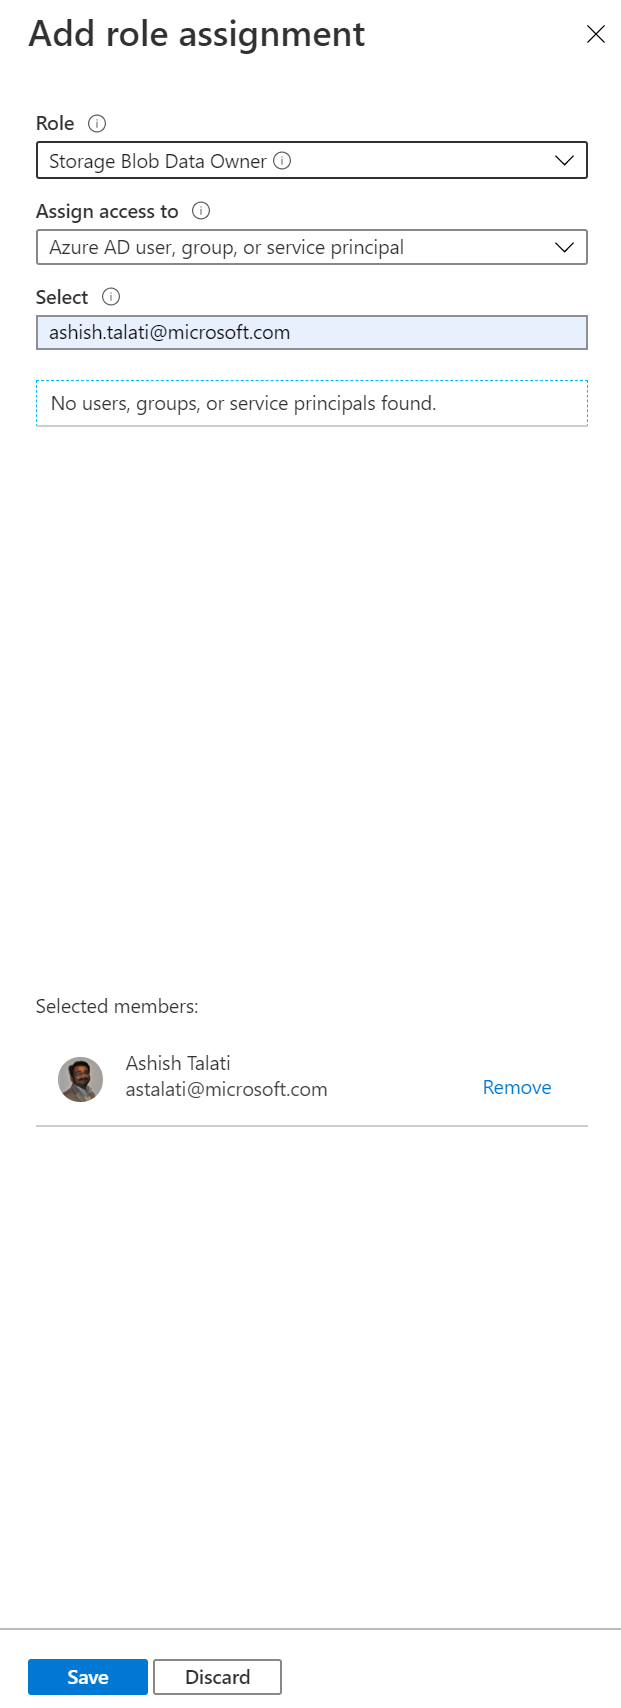 Add role assignment
Role
Storage Blob Data Owner
Assign access to
Azure AD user, group, or service principal
Select
ashish.talati@microsoft.com
No users, groups, or service principals found.
Selected members:
Ashish Talati
astalati@microsoft.com
Remove
Save
Discard